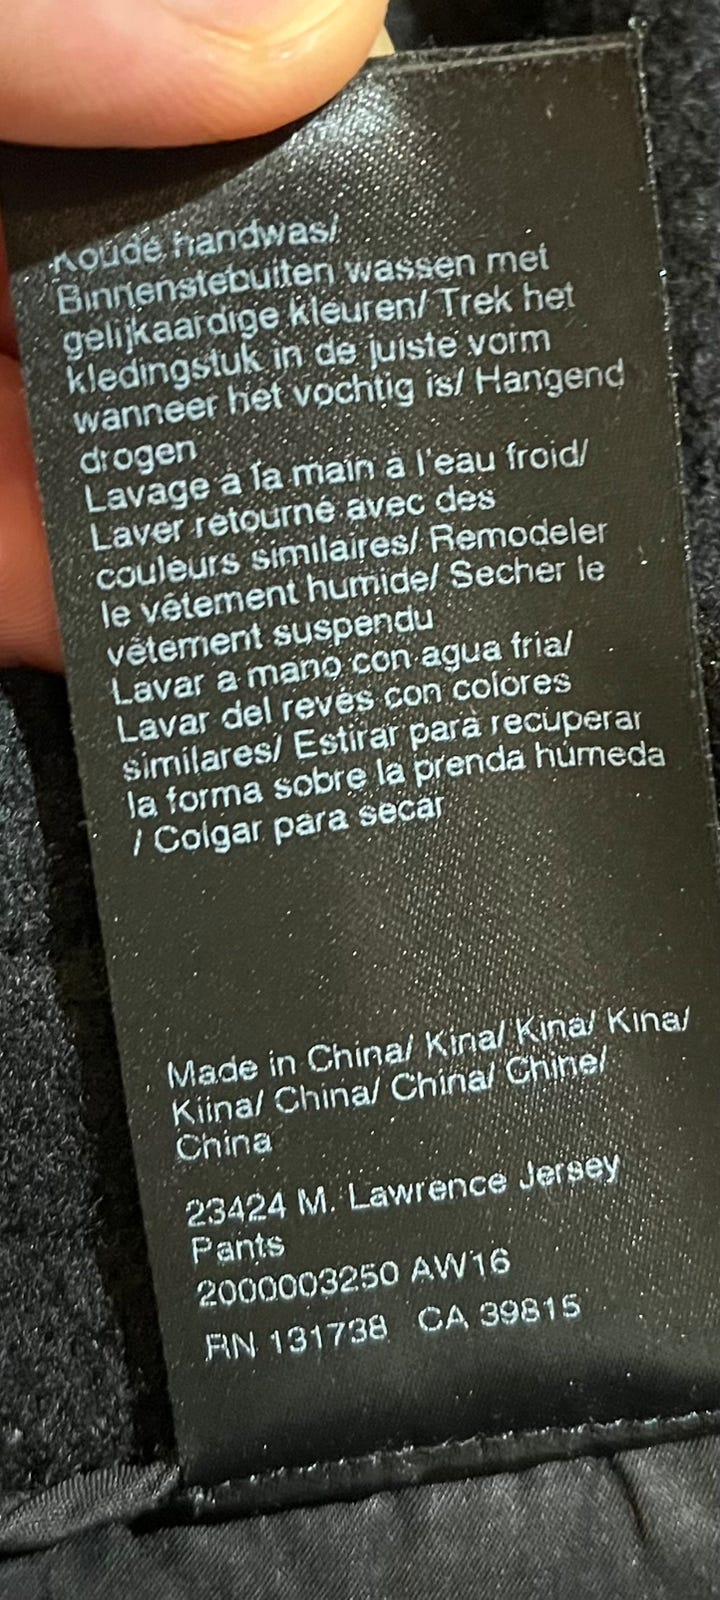 Koude handwas/
Binnenstebuiten wassen met
gelijkaardige kleuren/ Trek het
kledingstuk in de juiste vorm
wanneer het vochtig is/ Hangend
drogen
Lavage à la main à l'eau froid/
Laver retourné avec des
couleurs similaires/ Remodeler
le vêtement humide/ Secher le
vêtement suspendu
Lavar a mano con agua fria/
Lavar del revés con colores
similares/ Estirar para recuperar
la forma sobre la prenda húmeda
/ Colgar para secar
Made in China/ Kina/ Kina/ Kina/
Kiina/ China/ China/ Chine/
China
23424 M. Lawrence Jersey
Pants
2000003250 AW16
RN 131738 CA 39815